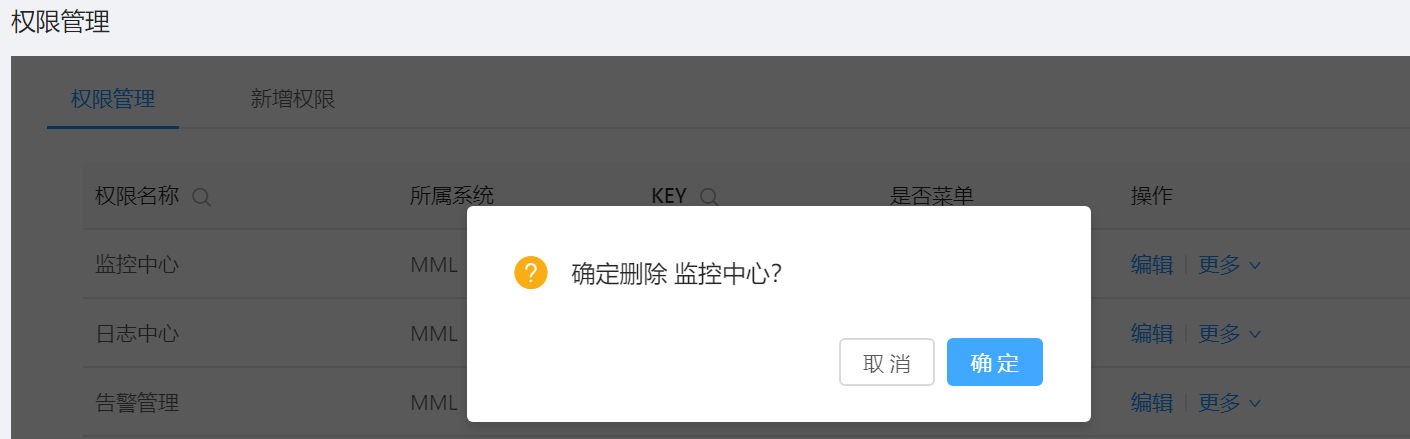 权限管理
权限管理 新增权限
权限名称 所属系统 KEY 是否菜单 操作
监控中心 MML 编辑 更多
确定删除 监控中心?
日志中心 MML 编辑 更多
取 消 确 定
告警管理 MML 编辑 更多